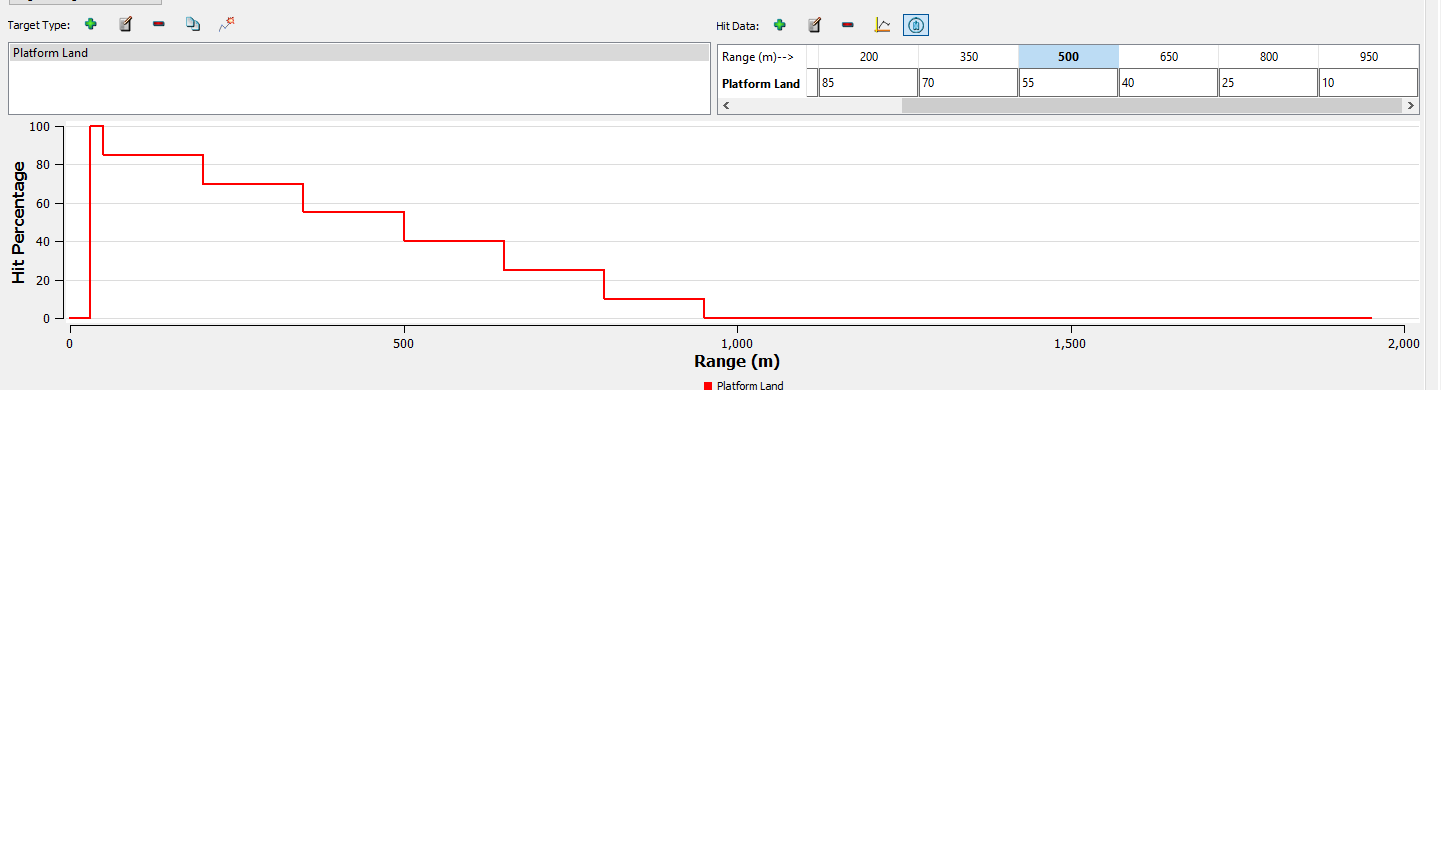 Target Type:
Hit Data:
Platform Land
Range (m)-->
200
350
500
650
800
950
Platform Land
85
70
55
40
25
10
100
80
60
40
20
0
Hit Percentage
0
500
1,000
1,500
2,000
Range (m)
Platform Land